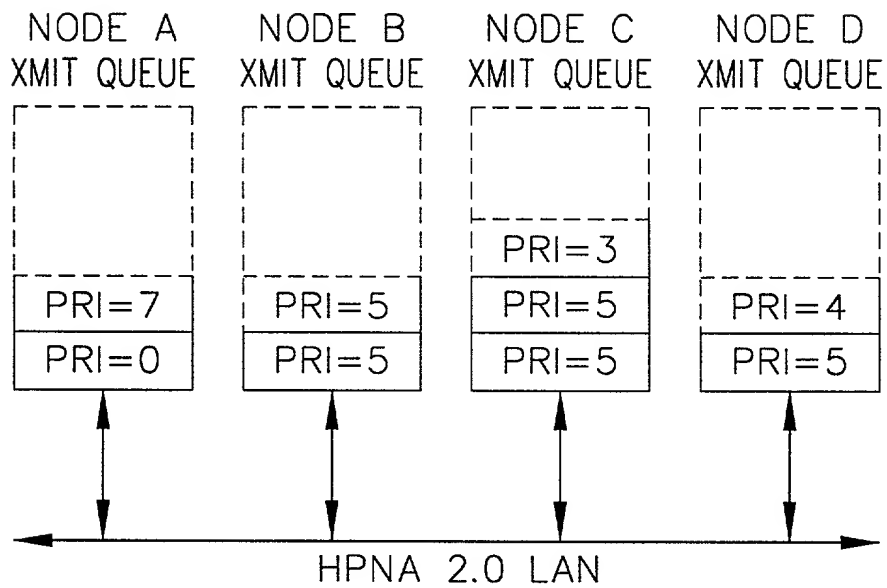 NODE A
XMIT QUEUE
PRI=7
PRI=0
NODE B
XMIT QUEUE
PRI=5
PRI=5
NODE C
XMIT QUEUE
PRI=3
PRI=5
PRI=5
NODE D
XMIT QUEUE
PRI=4
PRI=5
HPNA 2.0 LAN